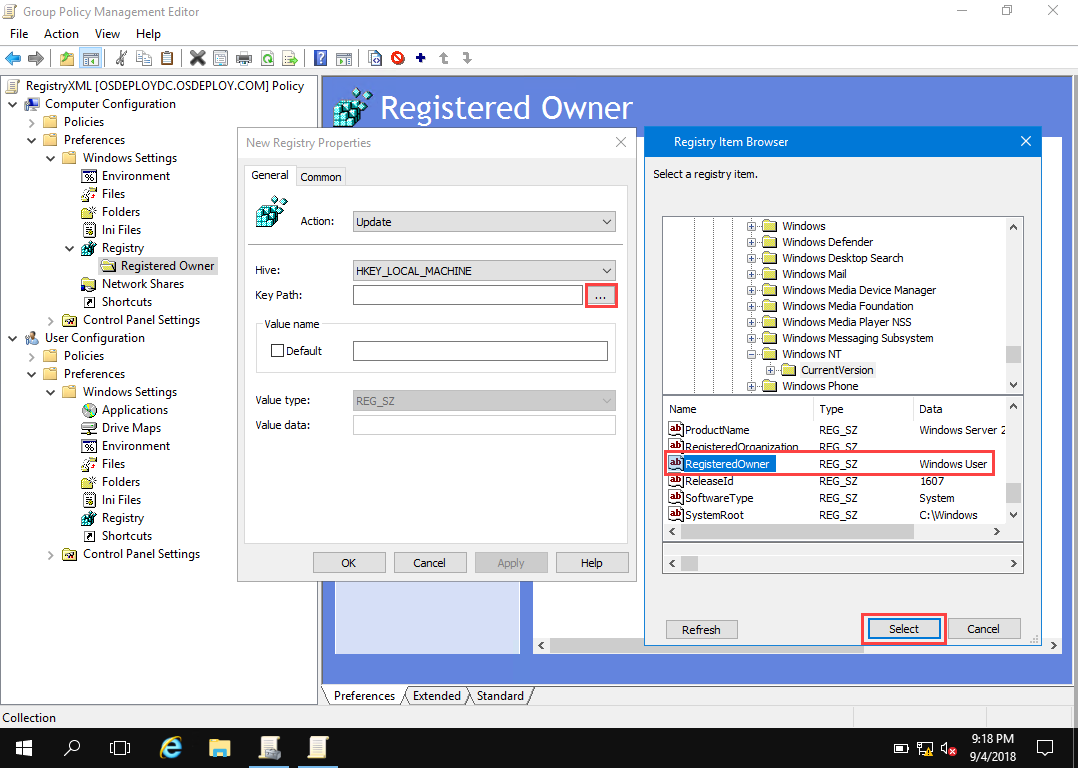 Group Policy Management Editor
File Action View Help
RegistryXML [OSDEPLOYDC.OSDEPLOY.COM] Policy
Computer Configuration
Policies
Preferences
Windows Settings
Environment
Files
Folders
Ini Files
Registry
Registered Owner
Network Shares
Shortcuts
Control Panel Settings
User Configuration
Policies
Preferences
Windows Settings
Applications
Drive Maps
Environment
Files
Folders
Ini Files
Registry
Shortcuts
Control Panel Settings
Registered Owner
New Registry Properties
General Common
Action: Update
Hive: HKEY_LOCAL_MACHINE
Key Path: ...
Value name
Default
Value type: REG_SZ
Value data:
OK Cancel Apply Help
Registry Item Browser
Select a registry item.
Windows
Windows Defender
Windows Desktop Search
Windows Mail
Windows Media Device Manager
Windows Media Foundation
Windows Media Player NSS
Windows Messaging Subsystem
Windows NT
CurrentVersion
Windows Phone
Name Type Data
ProductName REG_SZ Windows Server 2
RegisteredOrganization REG_SZ
RegisteredOwner REG_SZ Windows User
ReleaseId REG_SZ 1607
SoftwareType REG_SZ System
SystemRoot REG_SZ C:\Windows
Refresh Select Cancel
Preferences Extended Standard
Collection
9:18 PM
9/4/2018